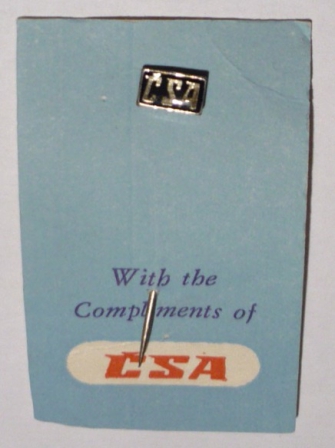 CSA
With the
Compliments of
CSA